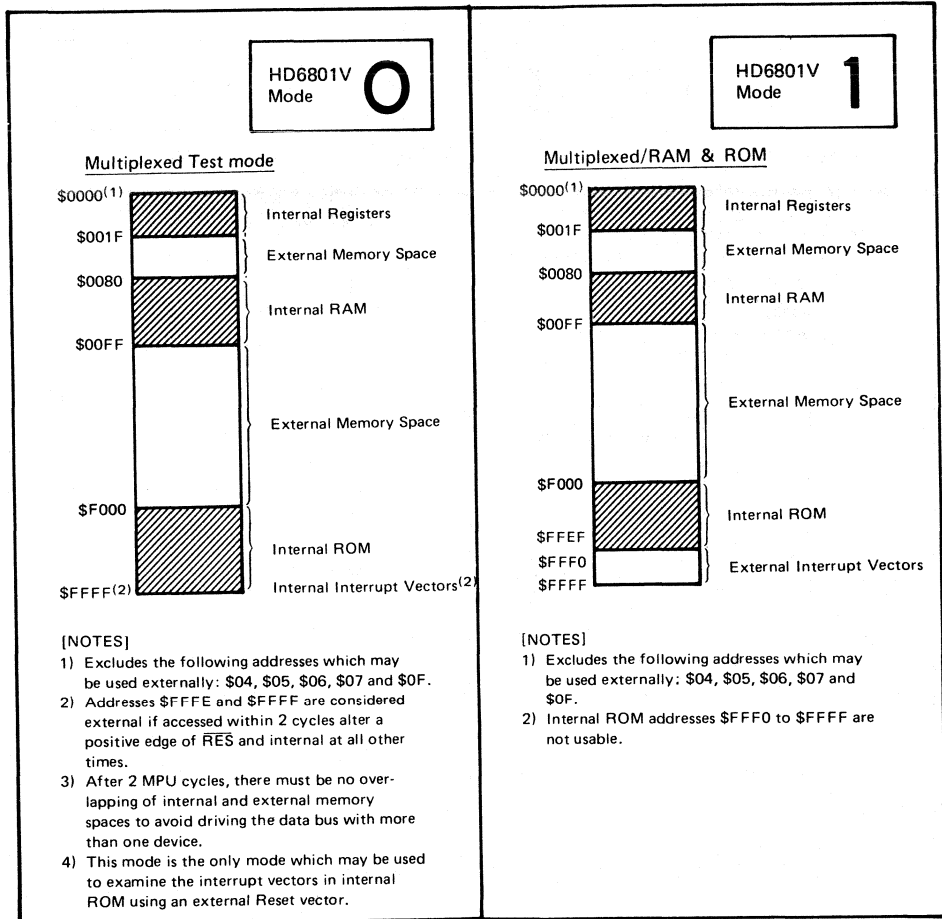 HD6801V
Mode 0
Multiplexed Test mode
$0000(1)
Internal Registers
$001F
External Memory Space
$0080
Internal RAM
$00FF
External Memory Space
$F000
Internal ROM
$FFFF(2)
Internal Interrupt Vectors(2)
[NOTES]
1) Excludes the following addresses which may
be used externally: $04, $05, $06, $07 and $0F.
2) Addresses $FFFE and $FFFF are considered
external if accessed within 2 cycles alter a
positive edge of RES and internal at all other
times.
3) After 2 MPU cycles, there must be no over-
lapping of internal and external memory
spaces to avoid driving the data bus with more
than one device.
4) This mode is the only mode which may be used
to examine the interrupt vectors in internal
ROM using an external Reset vector.
HD6801V
Mode 1
Multiplexed/RAM & ROM
$0000(1)
Internal Registers
$001F
External Memory Space
$0080
Internal RAM
$00FF
External Memory Space
$F000
Internal ROM
$FFEF
$FFF0
External Interrupt Vectors
$FFFF
[NOTES]
1) Excludes the following addresses which may
be used externally: $04, $05, $06, $07 and
$0F.
2) Internal ROM addresses $FFF0 to $FFFF are
not usable.